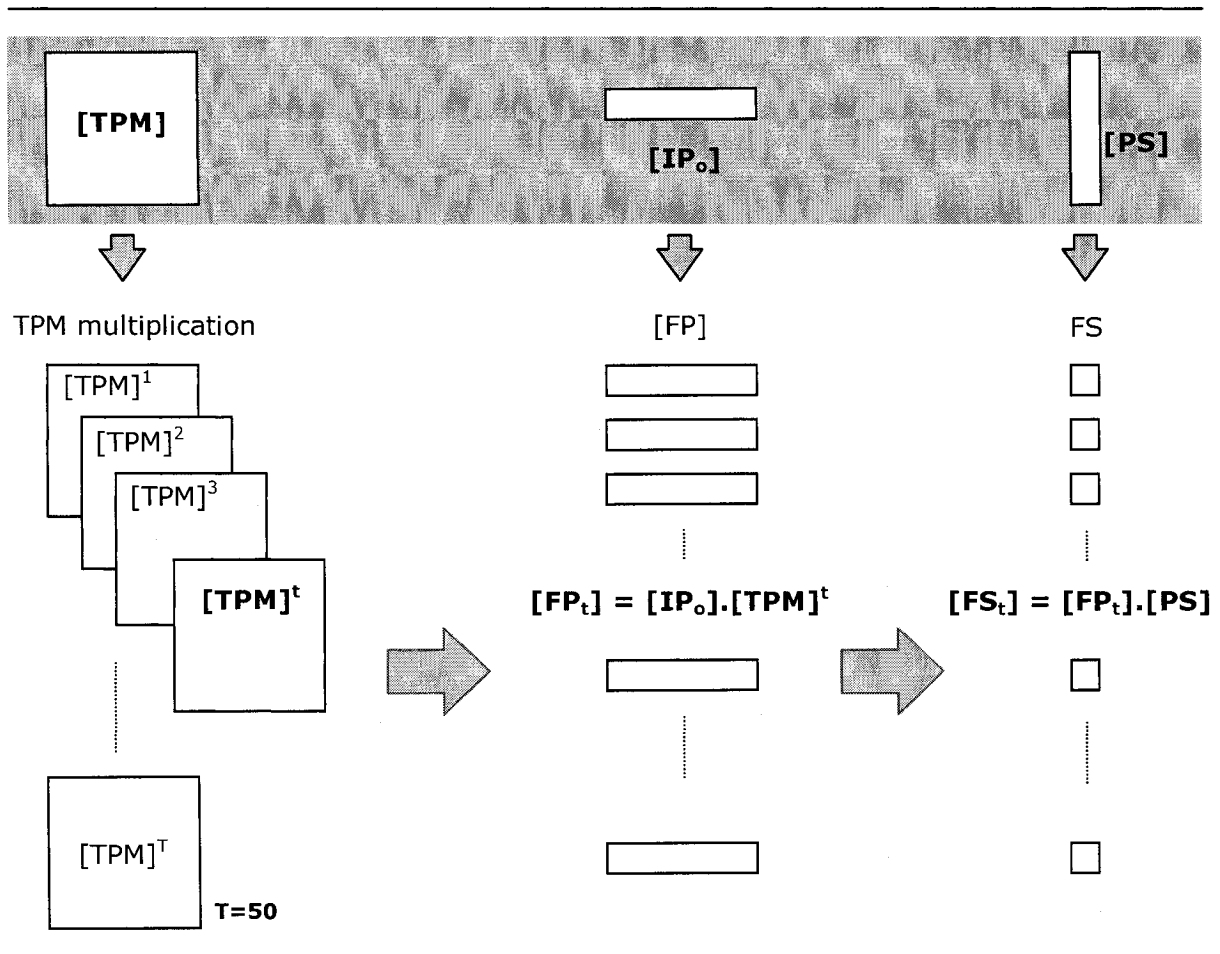 [TPM]
[IPₒ]
[PS]
TPM multiplication
[FP]
FS
[TPM]¹
[TPM]²
[TPM]³
[TPM]ᵗ
[FPₜ] = [IPₒ].[TPM]ᵗ
[FSₜ] = [FPₜ].[PS]
[TPM]ᵀ
T=50